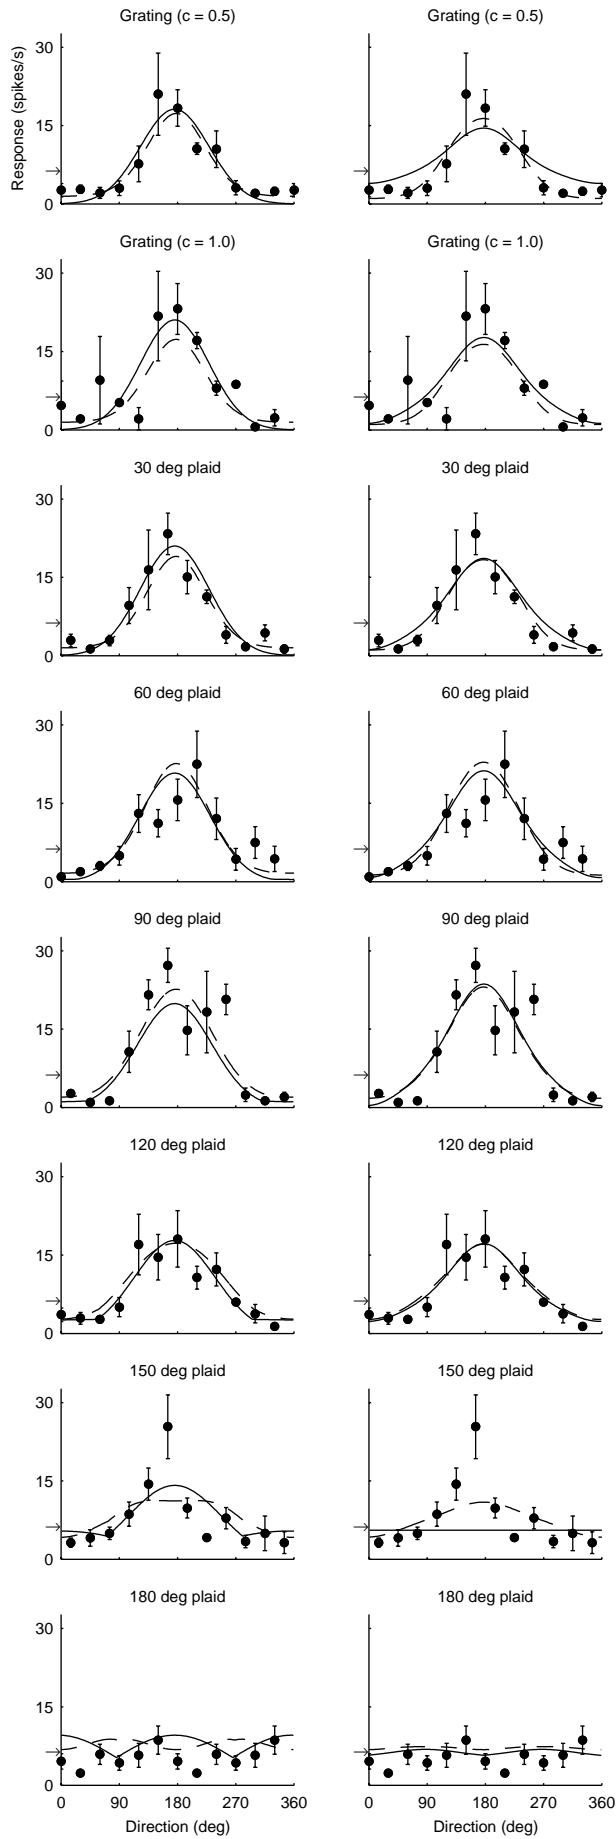 Grating (c = 0.5) Grating (c = 0.5)
Response (spikes/s)
30
15
0
Grating (c = 1.0) Grating (c = 1.0)
30
15
0
30 deg plaid 30 deg plaid
30
15
0
60 deg plaid 60 deg plaid
30
15
0
90 deg plaid 90 deg plaid
30
15
0
120 deg plaid 120 deg plaid
30
15
0
150 deg plaid 150 deg plaid
30
15
0
180 deg plaid 180 deg plaid
30
15
0
0 90 180 270 360 0 90 180 270 360
Direction (deg) Direction (deg)